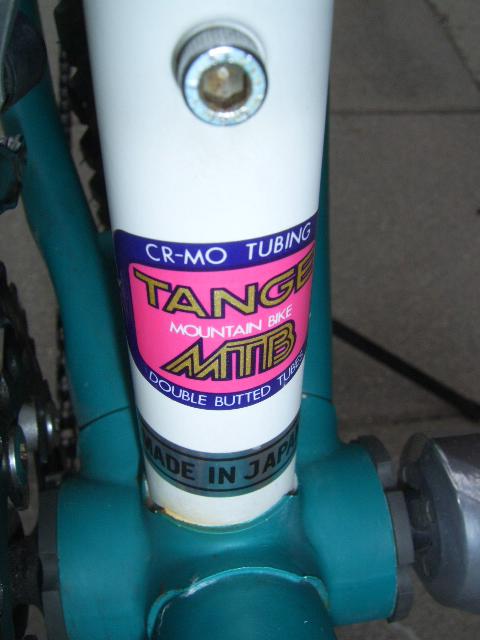 CR-MO TUBING
TANGE
MOUNTAIN BIKE
MTB
DOUBLE BUTTED TUBES
MADE IN JAPAN